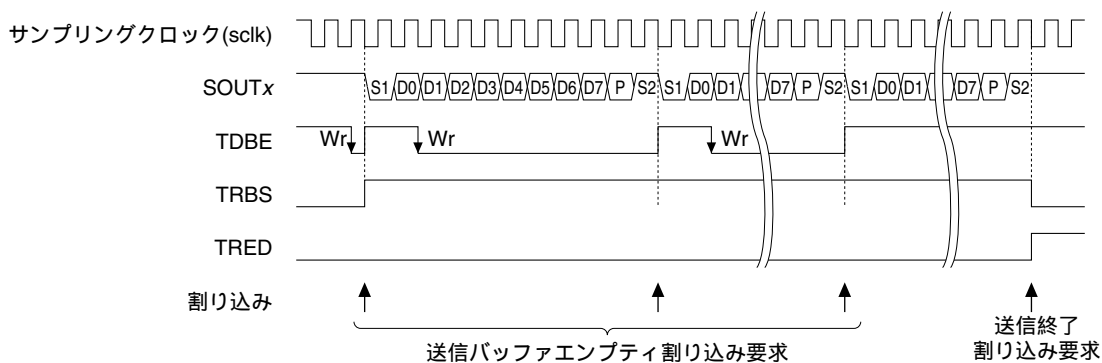 サンプリングクロック(sclk)
SOUTx
S1 D0 D1 D2 D3 D4 D5 D6 D7 P S2 S1 D0 D1 D7 P S2 S1 D0 D1 D7 P S2
TDBE
Wr Wr Wr
TRBS
TRED
割り込み
送信バッファエンプティ割り込み要求
送信終了
割り込み要求